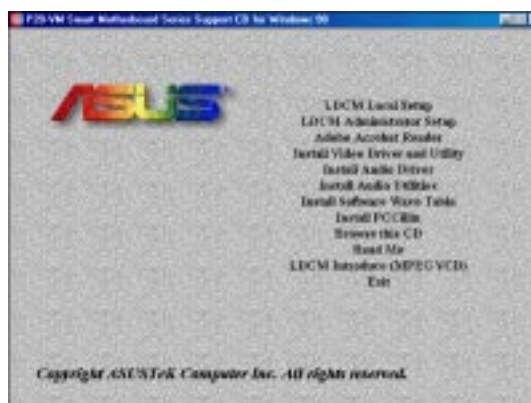 P2B-VM Smart Motherboard Series Support CD for Windows 98
ASUS
LDCM Local Setup
LDCM Administrator Setup
Adobe Acrobat Reader
Install Video Driver and Utility
Install Audio Driver
Install Audio Utilities
Install Software Wave Table
Install PCCillin
Browse this CD
Read Me
LDCM Introduce (MPEG VCD)
Exit
Copyright ASUSTeK Computer Inc. All rights reserved.